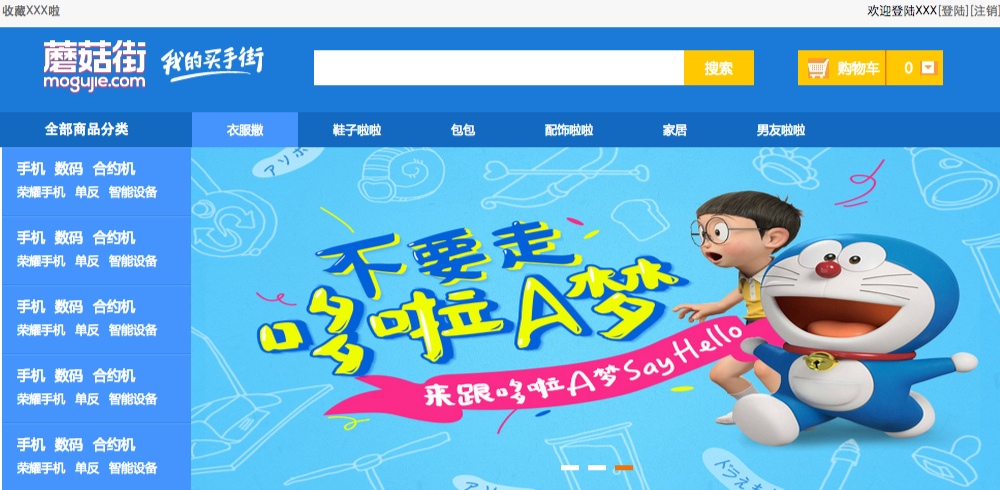 收藏XXX啦
欢迎登陆XXX[登陆][注销]
蘑菇街
mogujie.com
我的买手街
搜索
购物车 0
全部商品分类 衣服撒 鞋子啦啦 包包 配饰啦啦 家居 男友啦啦
手机 数码 合约机
荣耀手机 单反 智能设备
手机 数码 合约机
荣耀手机 单反 智能设备
手机 数码 合约机
荣耀手机 单反 智能设备
手机 数码 合约机
荣耀手机 单反 智能设备
手机 数码 合约机
荣耀手机 单反 智能设备
アソボ
不要走
哆啦A梦
来跟哆啦A梦 Say Hello